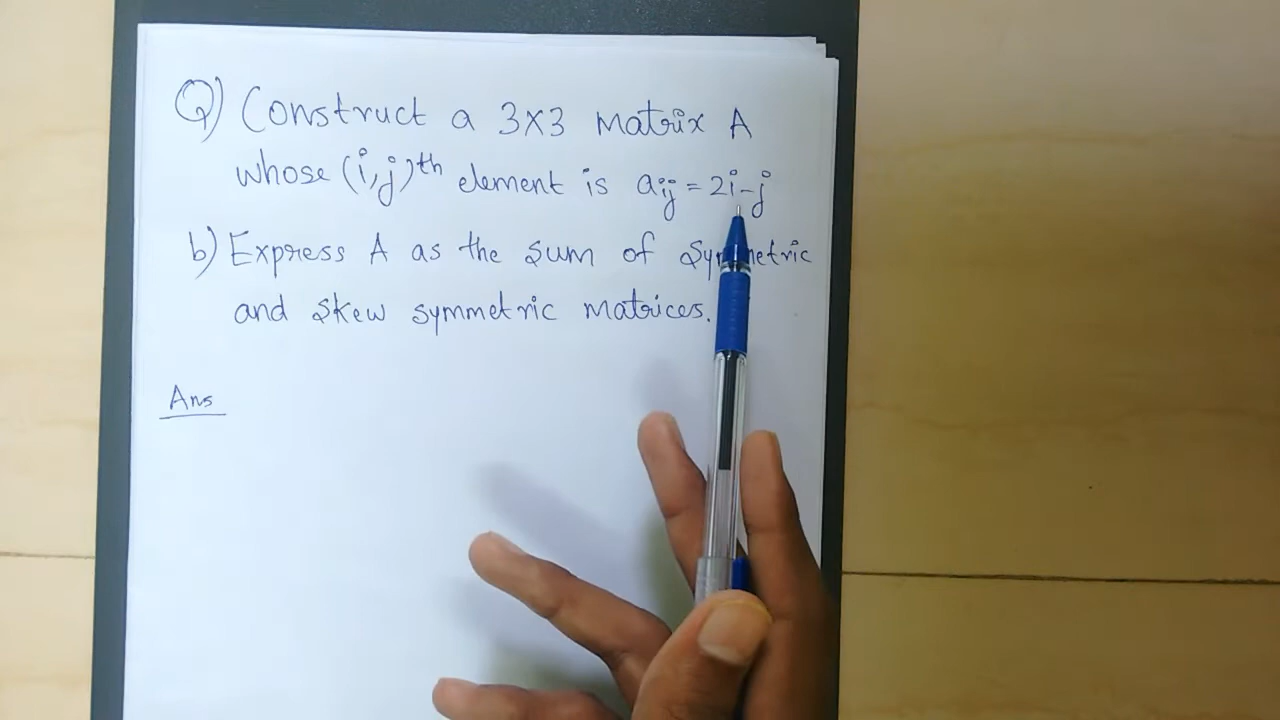 Q) Construct a 3x3 matrix A
whose (i,j)th element is aij = 2i-j
b) Express A as the sum of symmetric
and skew symmetric matrices.
Ans